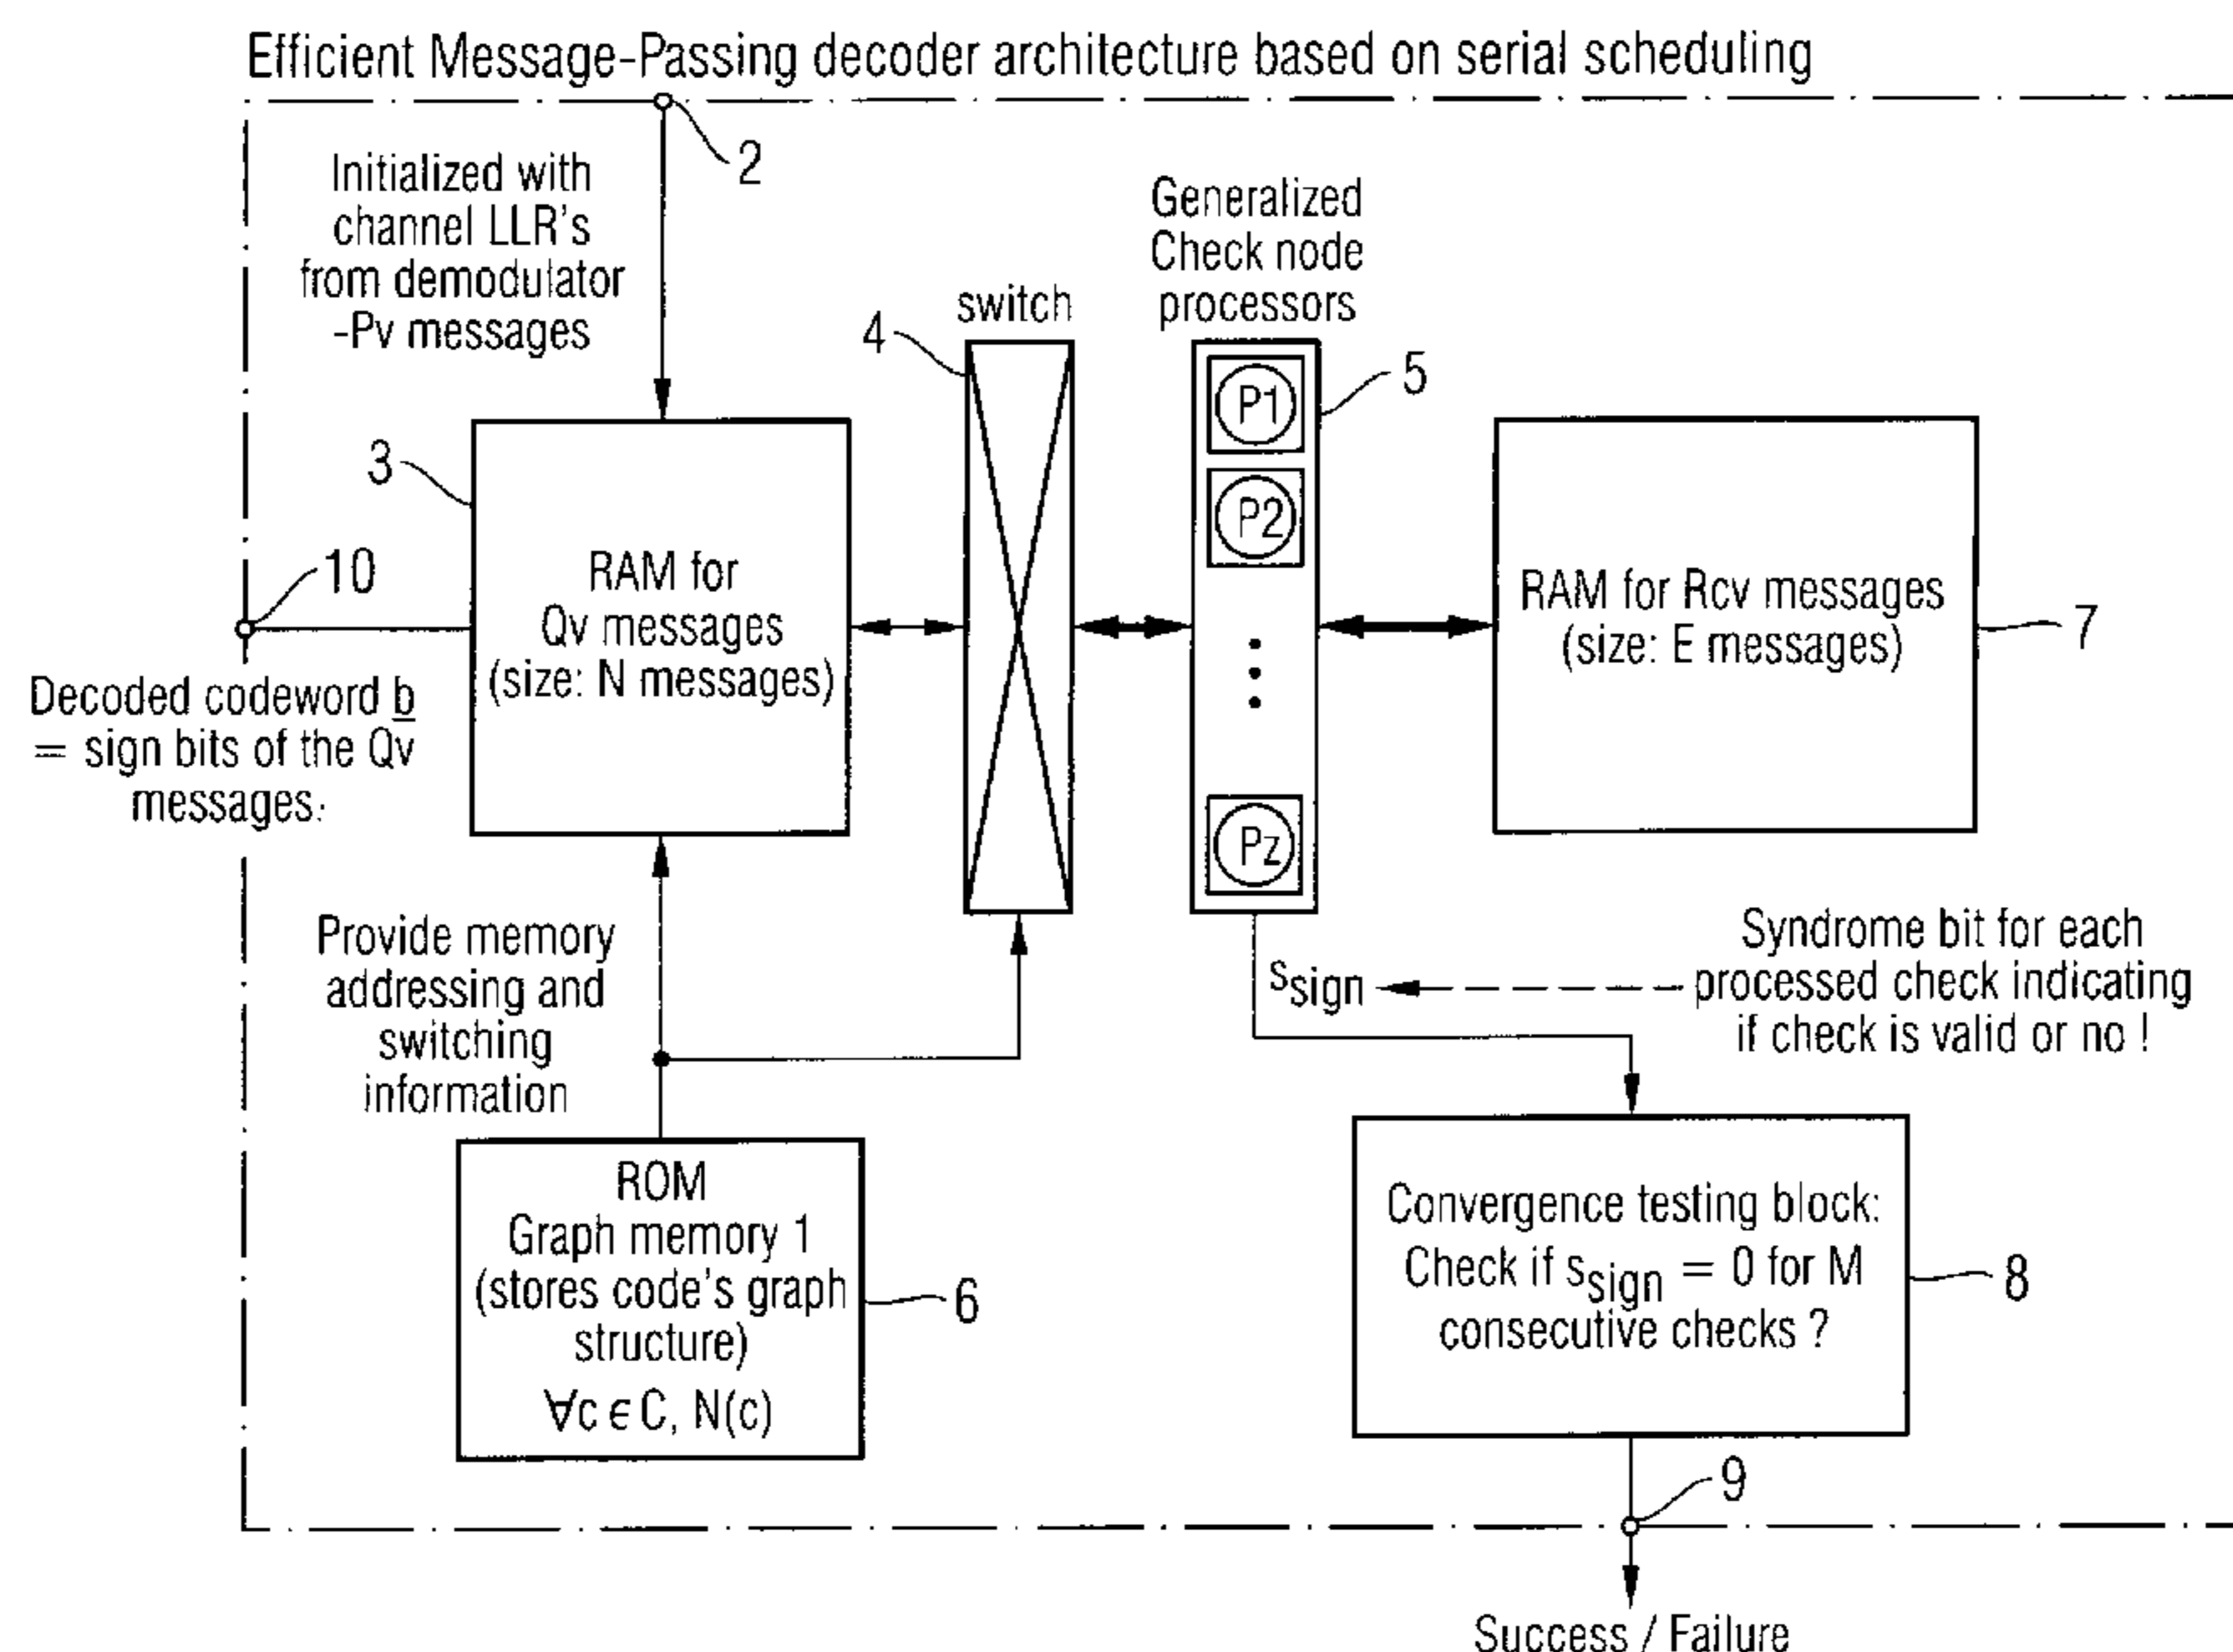 Efficient Message-Passing decoder architecture based on serial scheduling
2
Initialized with
channel LLR's
from demodulator
-Pv messages
Generalized
Check node
processors
switch
4
5
3
P1
P2
Pz
RAM for
Qv messages
(size: N messages)
RAM for Rcv messages
(size: E messages)
7
10
Decoded codeword b
= sign bits of the Qv
messages.
Provide memory
addressing and
switching
information
Ssign
Syndrome bit for each
processed check indicating
if check is valid or no !
ROM
Graph memory 1
(stores code's graph
structure)
∀c ϵ C, N(c)
6
Convergence testing block:
Check if Ssign = 0 for M
consecutive checks ?
8
9
Success / Failure